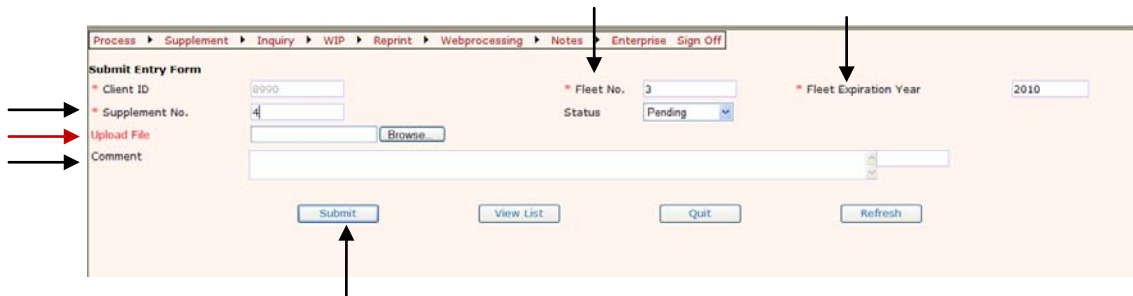 Process Supplement Inquiry WIP Reprint Webprocessing Notes Enterprise Sign Off
Submit Entry Form
* Client ID 8990 * Fleet No. 3 * Fleet Expiration Year 2010
* Supplement No. 4 Status Pending
Upload File Browse...
Comment
Submit View List Quit Refresh